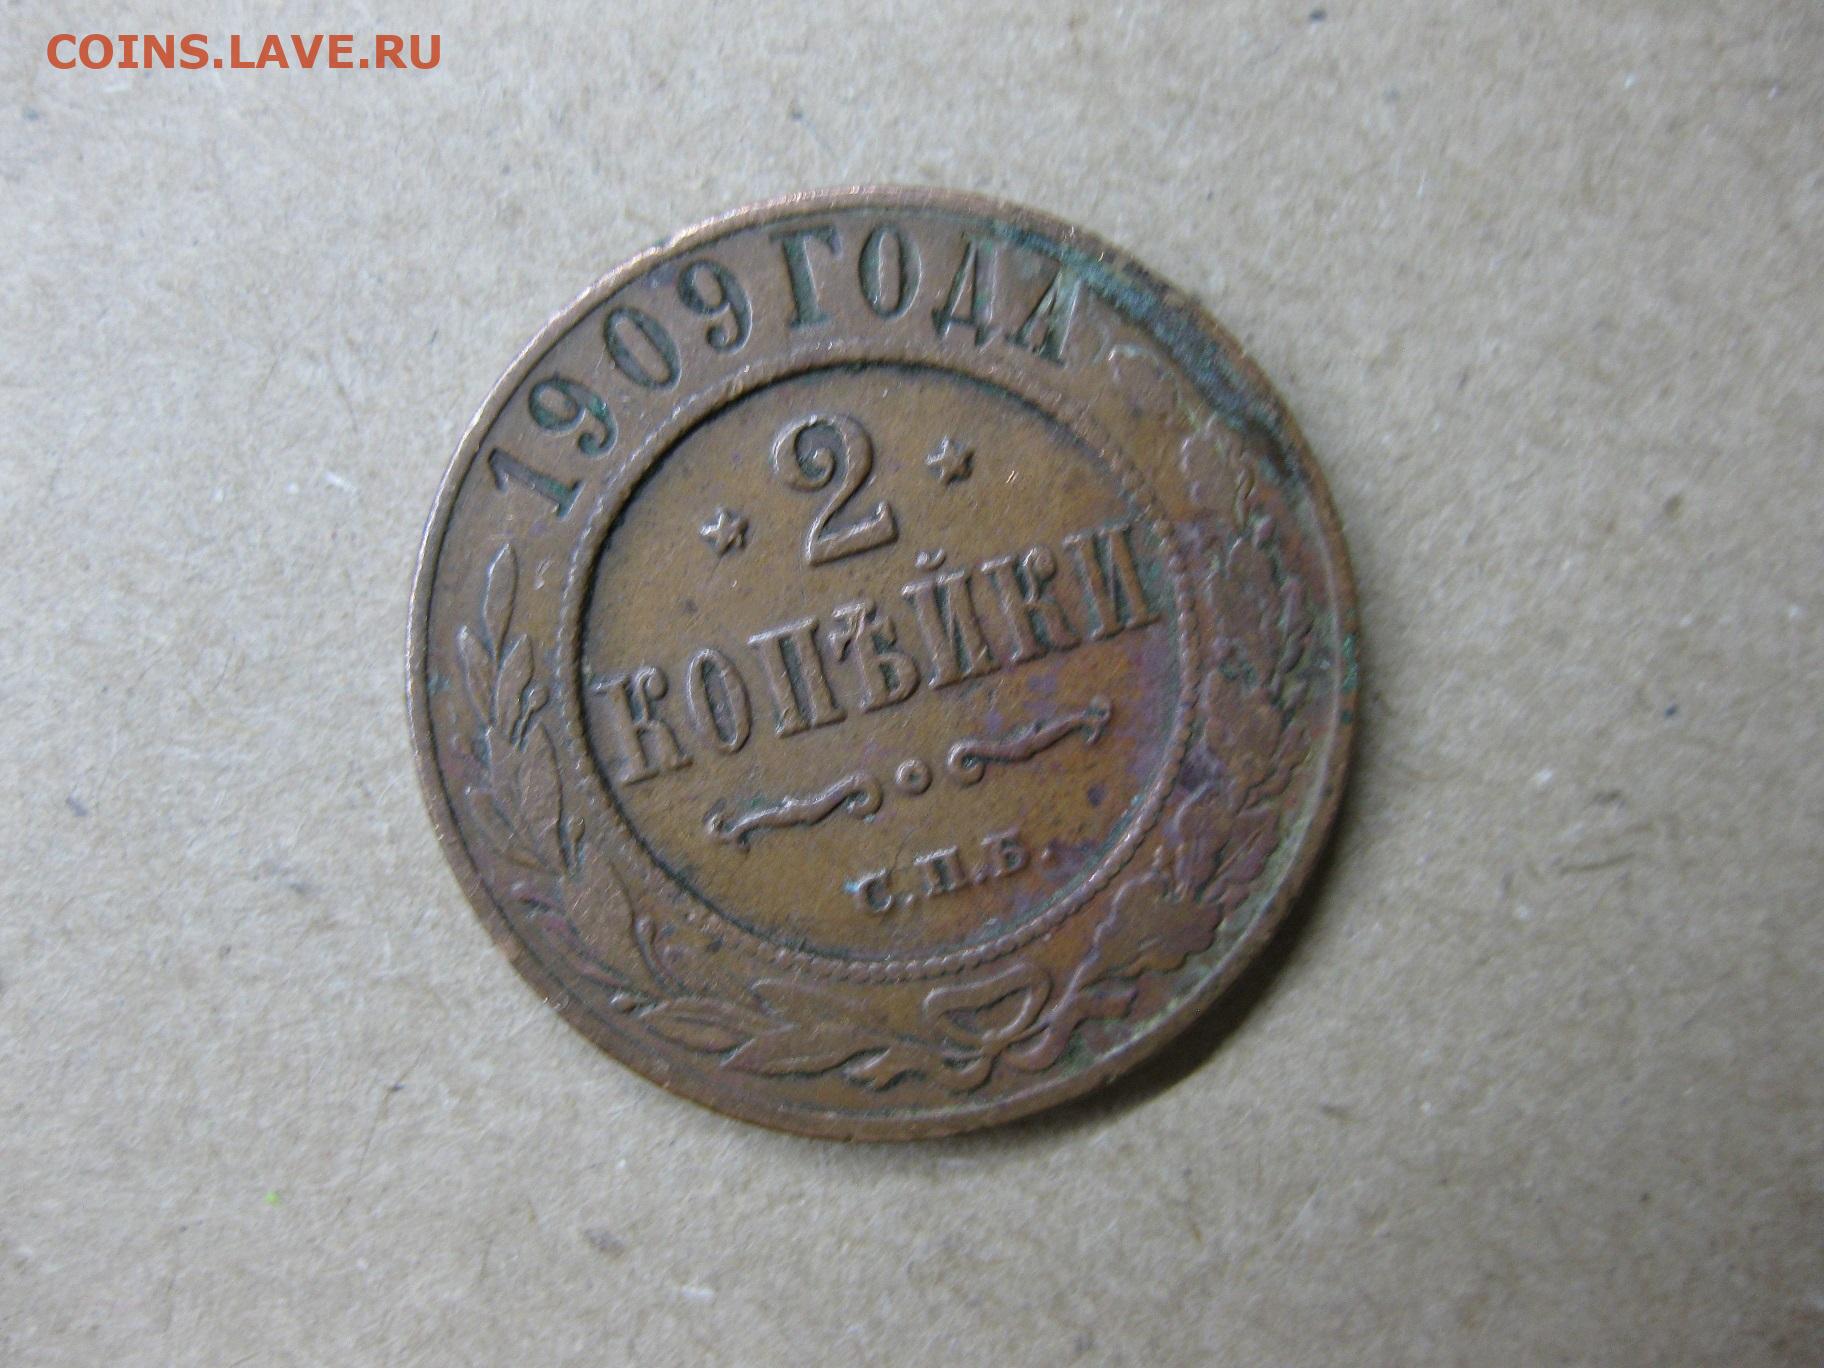 COINS.LAVE.RU
1909 ГОДА
* 2 *
КОПѢЙКИ
С.П.Б.